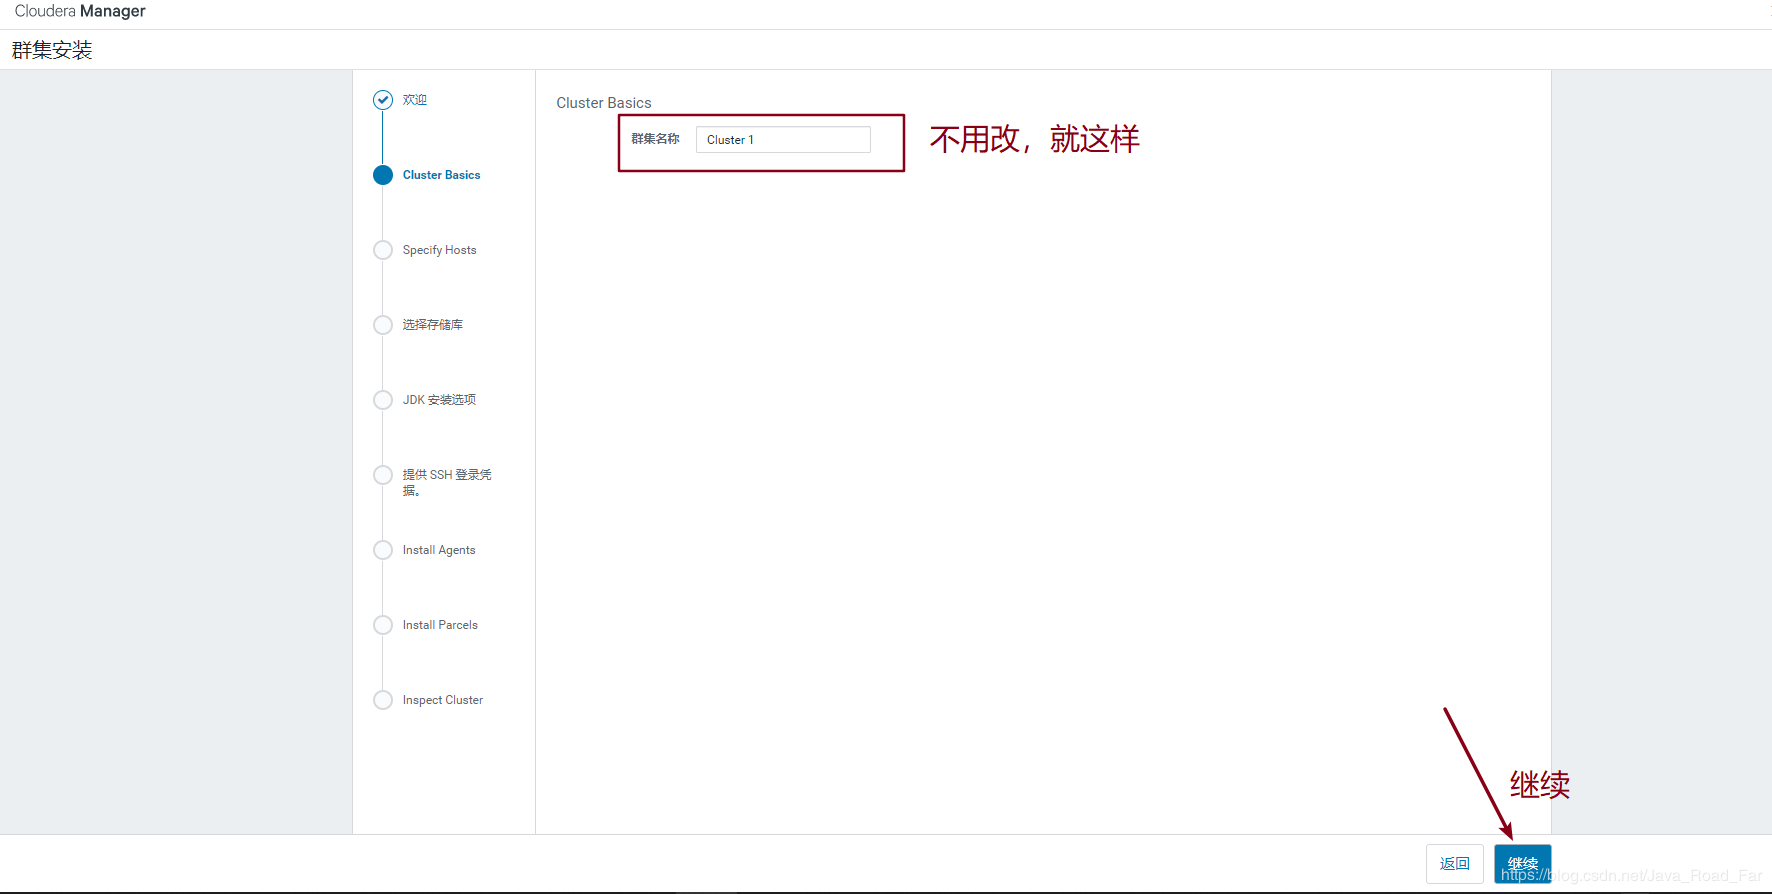 Cloudera Manager
群集安装
欢迎
Cluster Basics
Specify Hosts
选择存储库
JDK 安装选项
提供 SSH 登录凭
据。
Install Agents
Install Parcels
Inspect Cluster
Cluster Basics
群集名称
Cluster 1
不用改，就这样
继续
返回
继续
https://blog.csdn.net/Java_Road_Far